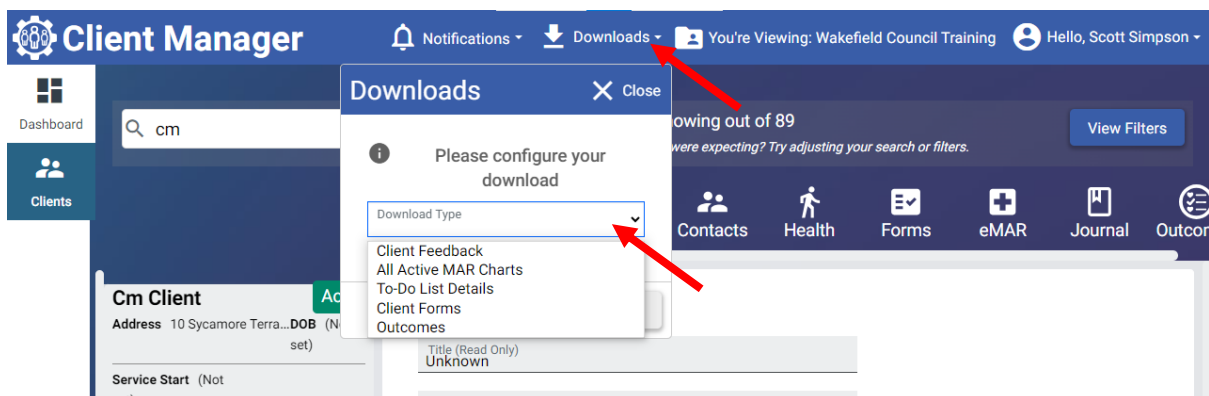 Client Manager
Notifications
Downloads
You're Viewing: Wakefield Council Training
Hello, Scott Simpson
Dashboard
Clients
cm
Downloads
Close
Please configure your
download
Download Type
Client Feedback
All Active MAR Charts
To-Do List Details
Client Forms
Outcomes
owing out of 89
were expecting? Try adjusting your search or filters.
View Filters
Contacts
Health
Forms
eMAR
Journal
Outcor
Cm Client
Ac
Address 10 Sycamore Terra...DOB (N
set)
Service Start (Not
Title (Read Only)
Unknown